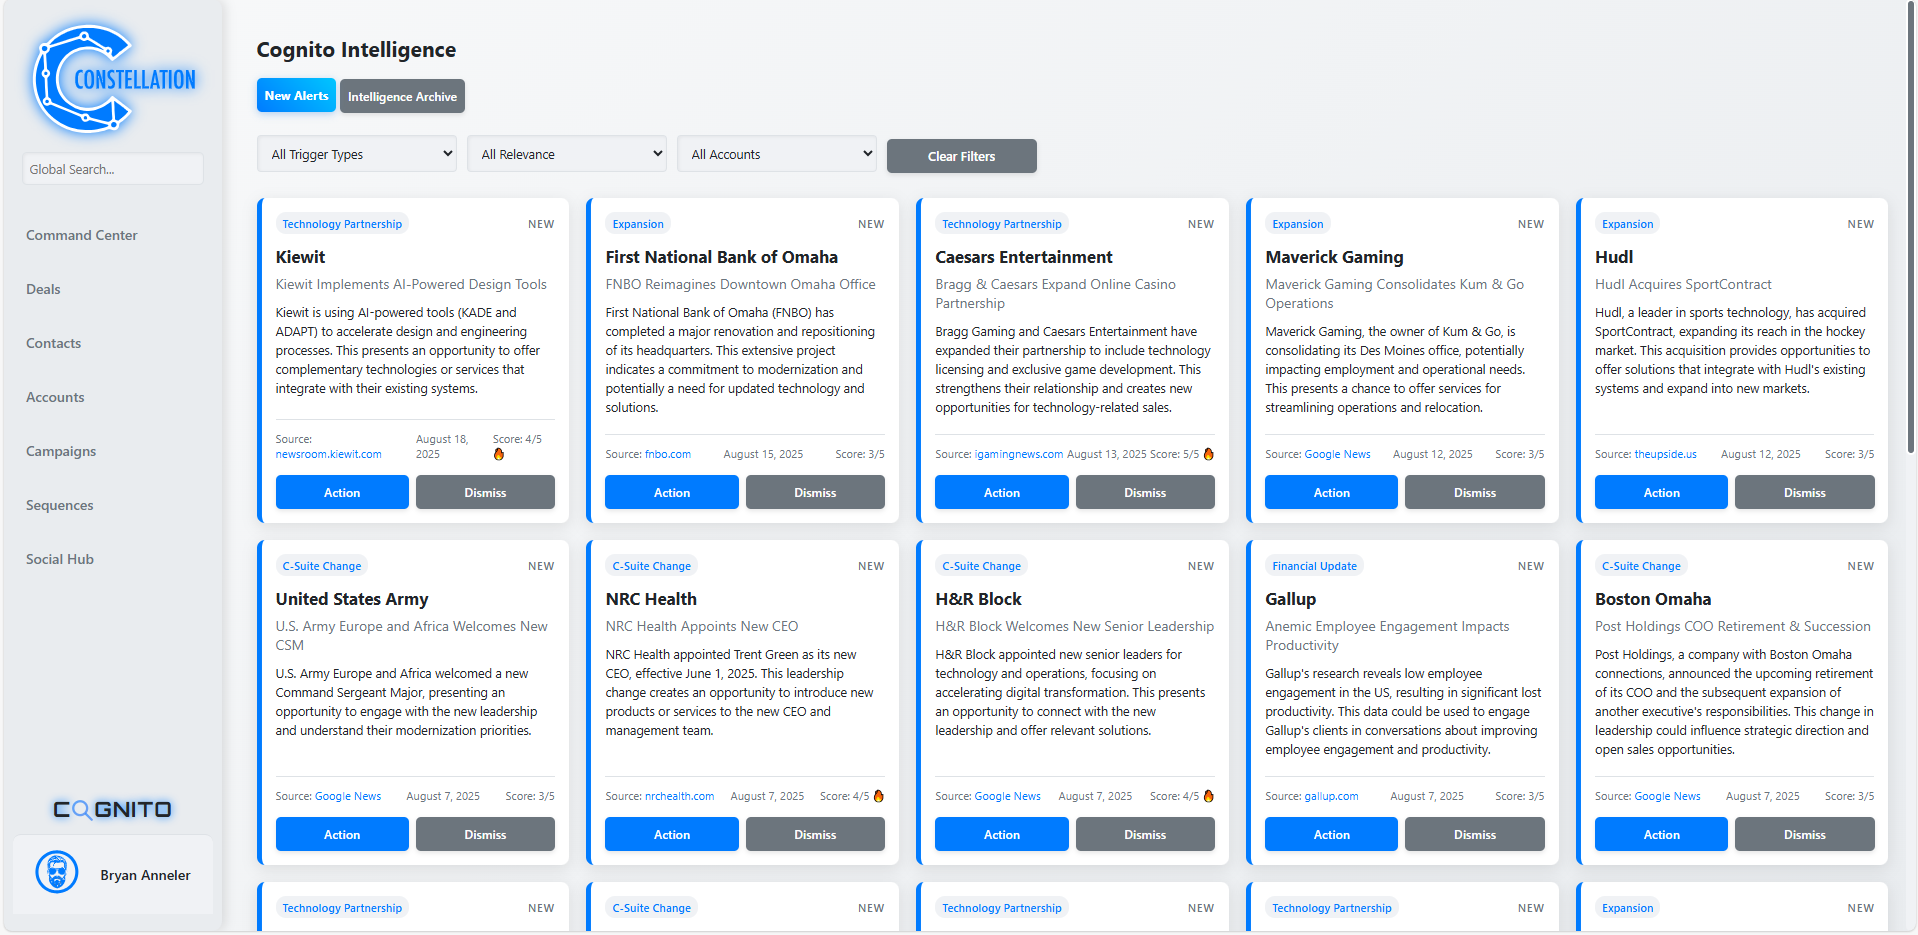 CONSTELLATION
Global Search...
Command Center
Deals
Contacts
Accounts
Campaigns
Sequences
Social Hub
COGNITO
Bryan Anneler
Cognito Intelligence
New Alerts
Intelligence Archive
All Trigger Types
All Relevance
All Accounts
Clear Filters
Technology Partnership
NEW
Kiewit
Kiewit Implements AI-Powered Design Tools
Kiewit is using AI-powered tools (KADE and
ADAPT) to accelerate design and engineering
processes. This presents an opportunity to offer
complementary technologies or services that
integrate with their existing systems.
Source:
newsroom.kiewit.com
August 18,
2025
Score: 4/5
🔥
Action
Dismiss
Expansion
NEW
First National Bank of Omaha
FNBO Reimagines Downtown Omaha Office
First National Bank of Omaha (FNBO) has
completed a major renovation and repositioning
of its headquarters. This extensive project
indicates a commitment to modernization and
potentially a need for updated technology and
solutions.
Source: fnbo.com
August 15, 2025
Score: 3/5
Action
Dismiss
Technology Partnership
NEW
Caesars Entertainment
Bragg & Caesars Expand Online Casino
Partnership
Bragg Gaming and Caesars Entertainment have
expanded their partnership to include technology
licensing and exclusive game development. This
strengthens their relationship and creates new
opportunities for technology-related sales.
Source: igamingnews.com
August 13, 2025
Score: 5/5 🔥
Action
Dismiss
Expansion
NEW
Maverick Gaming
Maverick Gaming Consolidates Kum & Go
Operations
Maverick Gaming, the owner of Kum & Go, is
consolidating its Des Moines office, potentially
impacting employment and operational needs.
This presents a chance to offer services for
streamlining operations and relocation.
Source: Google News
August 12, 2025
Score: 3/5
Action
Dismiss
Expansion
NEW
Hudl
Hudl Acquires SportContract
Hudl, a leader in sports technology, has acquired
SportContract, expanding its reach in the hockey
market. This acquisition provides opportunities to
offer solutions that integrate with Hudl's existing
systems and expand into new markets.
Source: theupside.us
August 12, 2025
Score: 3/5
Action
Dismiss
C-Suite Change
NEW
United States Army
U.S. Army Europe and Africa Welcomes New
CSM
U.S. Army Europe and Africa welcomed a new
Command Sergeant Major, presenting an
opportunity to engage with the new leadership
and understand their modernization priorities.
Source: Google News
August 7, 2025
Score: 3/5
Action
Dismiss
C-Suite Change
NEW
NRC Health
NRC Health Appoints New CEO
NRC Health appointed Trent Green as its new
CEO, effective June 1, 2025. This leadership
change creates an opportunity to introduce new
products or services to the new CEO and
management team.
Source: nrchealth.com
August 7, 2025
Score: 4/5 🔥
Action
Dismiss
C-Suite Change
NEW
H&R Block
H&R Block Welcomes New Senior Leadership
H&R Block appointed new senior leaders for
technology and operations, focusing on
accelerating digital transformation. This presents
an opportunity to connect with the new
leadership and offer relevant solutions.
Source: Google News
August 7, 2025
Score: 4/5 🔥
Action
Dismiss
Financial Update
NEW
Gallup
Anemic Employee Engagement Impacts
Productivity
Gallup's research reveals low employee
engagement in the US, resulting in significant lost
productivity. This data could be used to engage
Gallup's clients in conversations about improving
employee engagement and productivity.
Source: gallup.com
August 7, 2025
Score: 3/5
Action
Dismiss
C-Suite Change
NEW
Boston Omaha
Post Holdings COO Retirement & Succession
Post Holdings, a company with Boston Omaha
connections, announced the upcoming retirement
of its COO and the subsequent expansion of
another executive's responsibilities. This change in
leadership could influence strategic direction and
open sales opportunities.
Source: Google News
August 7, 2025
Score: 3/5
Action
Dismiss
Technology Partnership
NEW
C-Suite Change
NEW
Technology Partnership
NEW
Technology Partnership
NEW
Expansion
NEW